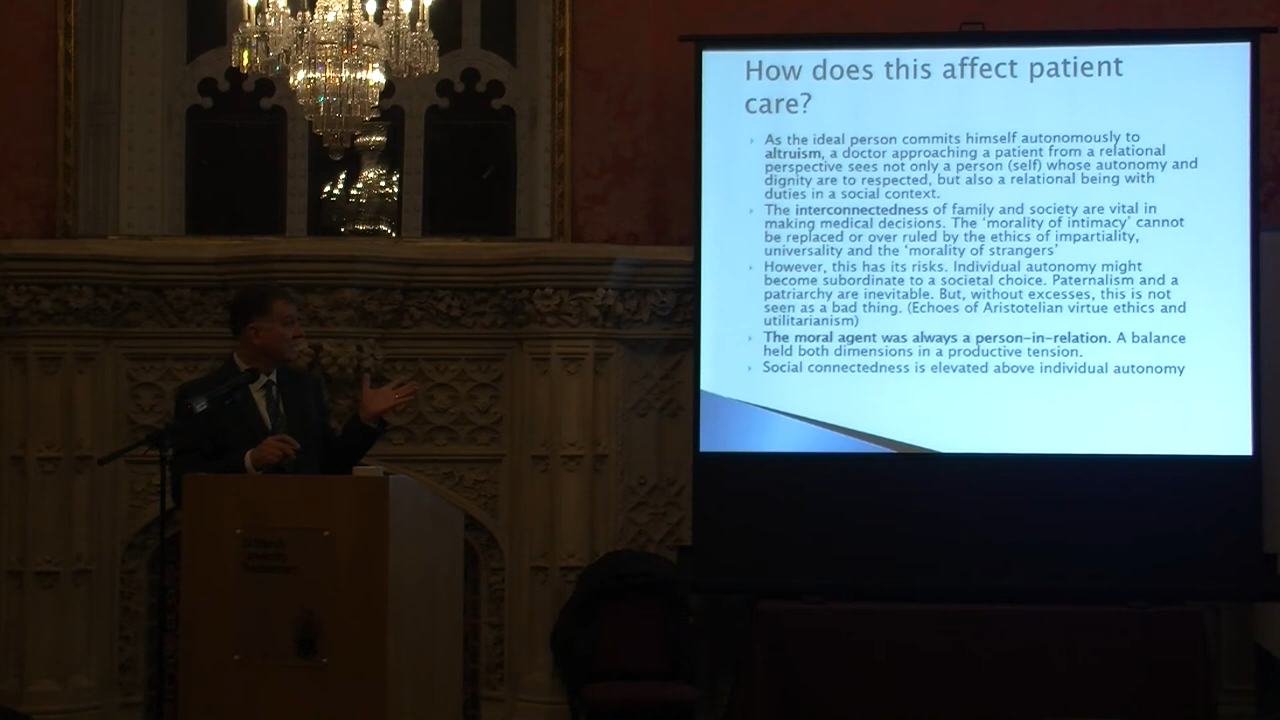 How does this affect patient
care?
As the ideal person commits himself autonomously to
altruism, a doctor approaching a patient from a relational
perspective sees not only a person (self) whose autonomy and
dignity are to respected, but also a relational being with
duties in a social context.
The interconnectedness of family and society are vital in
making medical decisions. The ‘morality of intimacy’ cannot
be replaced or over ruled by the ethics of impartiality,
universality and the ‘morality of strangers’
However, this has its risks. Individual autonomy might
become subordinate to a societal choice. Paternalism and a
patriarchy are inevitable. But, without excesses, this is not
seen as a bad thing. (Echoes of Aristotelian virtue ethics and
utilitarianism)
The moral agent was always a person-in-relation. A balance
held both dimensions in a productive tension.
Social connectedness is elevated above individual autonomy